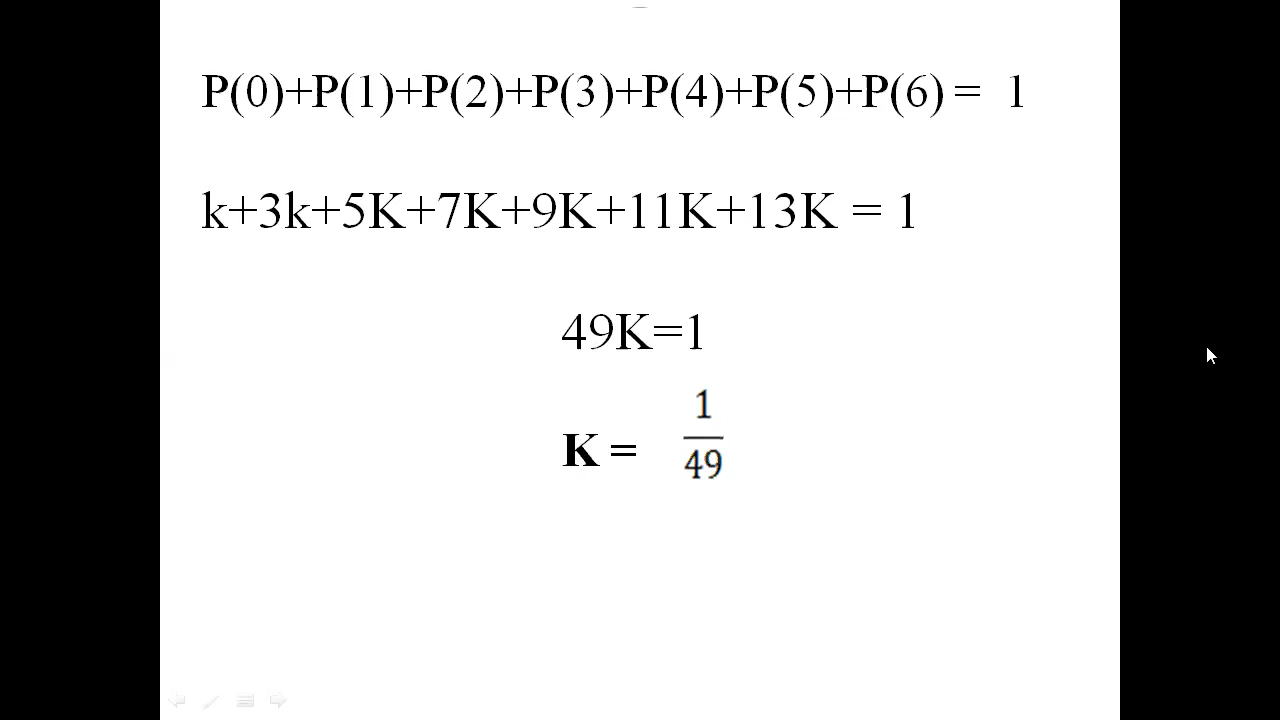 P(0)+P(1)+P(2)+P(3)+P(4)+P(5)+P(6) = 1
k+3k+5K+7K+9K+11K+13K = 1
49K=1
K = 1/49